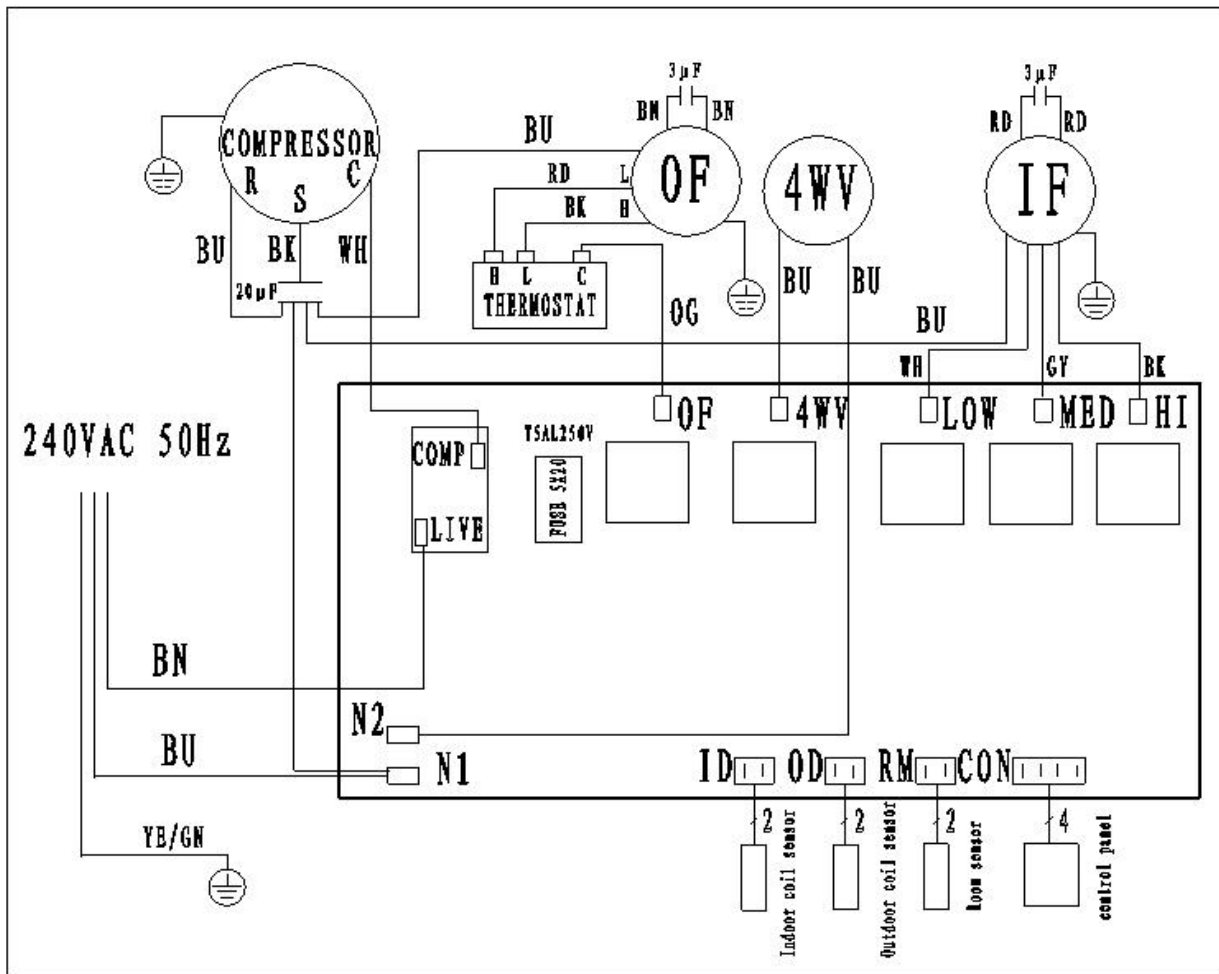 3μF
3μF
BN
BN
RD
RD
COMPRESSOR
R
S
C
BU
RD
L
BK
H
OF
4WV
IF
BU
BK
WH
20μF
H L C
THERMOSTAT
OG
BU
BU
BU
WH
GY
BK
240VAC 50Hz
COMP
LIVE
T5AL250V
FUSE 5X20
OF
4WV
LOW
MED
HI
BN
N2
BU
N1
YE/GN
ID
OD
RM
CON
2
2
2
4
Indoor coil sensor
Outdoor coil sensor
Room sensor
control panel